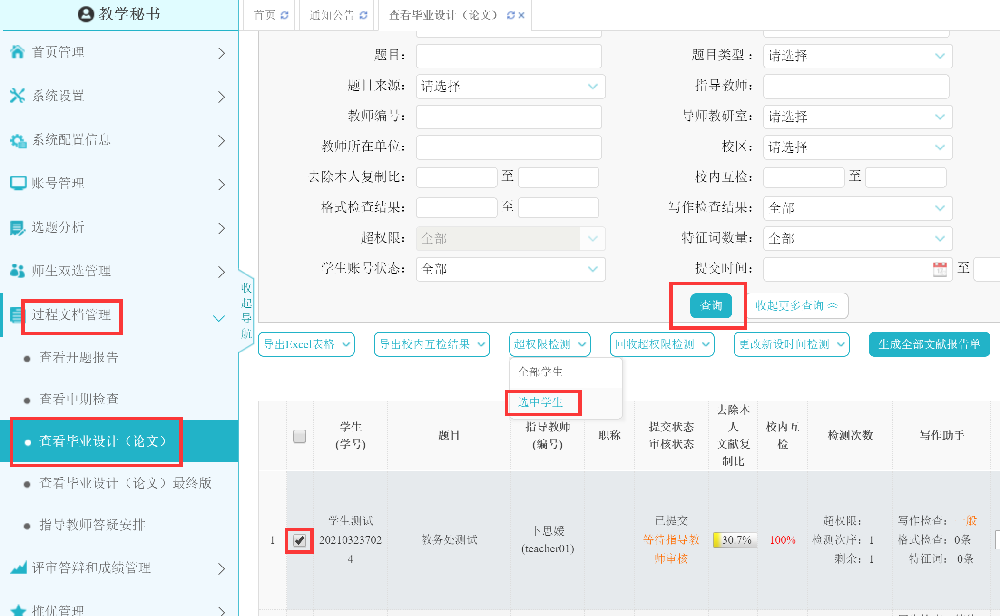 教学秘书
首页
通知公告
查看毕业设计（论文）
首页管理
系统设置
系统配置信息
账号管理
选题分析
师生双选管理
过程文档管理
查看开题报告
查看中期检查
查看毕业设计（论文）
查看毕业设计（论文）最终版
指导教师答疑安排
评审答辩和成绩管理
推优管理
收起导航
题目：
题目类型： 请选择
题目来源： 请选择
指导教师：
教师编号：
导师教研室： 请选择
教师所在单位：
校区： 请选择
去除本人复制比： 至
校内互检： 至
格式检查结果： 至
写作检查结果： 全部
超权限： 全部
特征词数量： 全部
学生账号状态： 全部
提交时间： 至
查询
收起更多查询
导出Excel表格
导出校内互检结果
超权限检测
回收超权限检测
更改新设时间检测
生成全部文献报告单
全部学生
选中学生
学生
(学号)
题目
指导教师
(编号)
职称
提交状态
审核状态
去除本
人
文献复
制比
校内互
检
检测次数
写作助手
1
学生测试
20210323702
4
教务处测试
卜思媛
(teacher01)
已提交
等待指导教
师审核
30.7%
100%
超权限：
检测次序： 1
剩余： 1
写作检查： 一般
格式检查： 0条
特征词： 0条